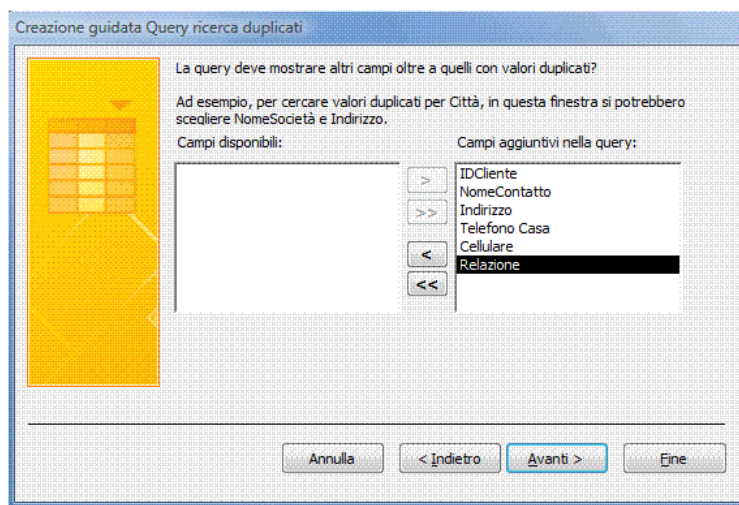 Creazione guidata Query ricerca duplicati
La query deve mostrare altri campi oltre a quelli con valori duplicati?
Ad esempio, per cercare valori duplicati per Città, in questa finestra si potrebbero
scegliere NomeSocietà e Indirizzo.
Campi disponibili:
Campi aggiuntivi nella query:
>
>>
<
<<
IDCliente
NomeContatto
Indirizzo
Telefono Casa
Cellulare
Relazione
Annulla
< Indietro
Avanti >
Fine